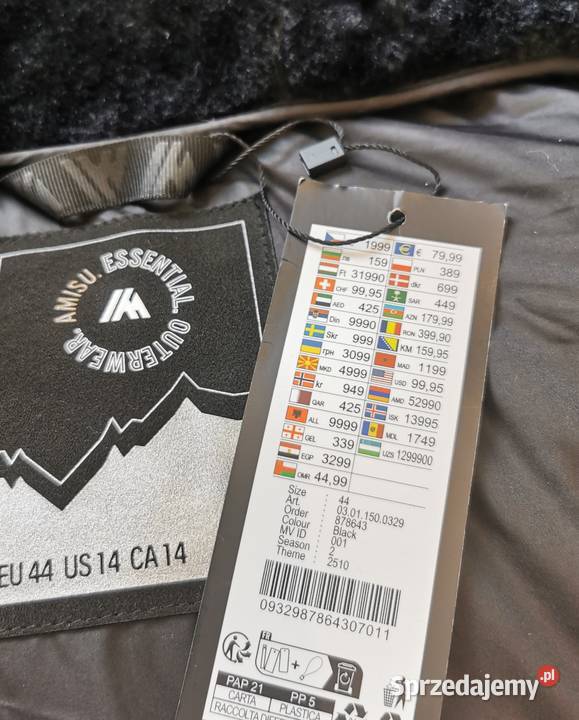 AMISU. ESSENTIAL. OUTERWEAR.
EU 44 US 14 CA 14
1999 € 79,99
лв 159 PLN 389
Ft 31990 dkr 699
CHF 99,95 SAR 449
AED 425 AZN 179,99
Din 9990 RON 399,90
Skr 999 KM 159,95
грн 3099 MAD 1199
MKD 4999 USD 99,95
kr 949 AMD 52990
QAR 425 ISK 13995
ALL 9999 MDL 1749
GEL 339 UZS 1299900
EGP 3299
OMR 44.99
Size 44
Art. 03.01.150.0329
Order 878643
Colour Black
MV ID 001
Season 2
Theme 2510
0932987864307011
FR
PAP 21 PP 5
CARTA PLASTICA
RACCOLTA
Sprzedajemy.pl